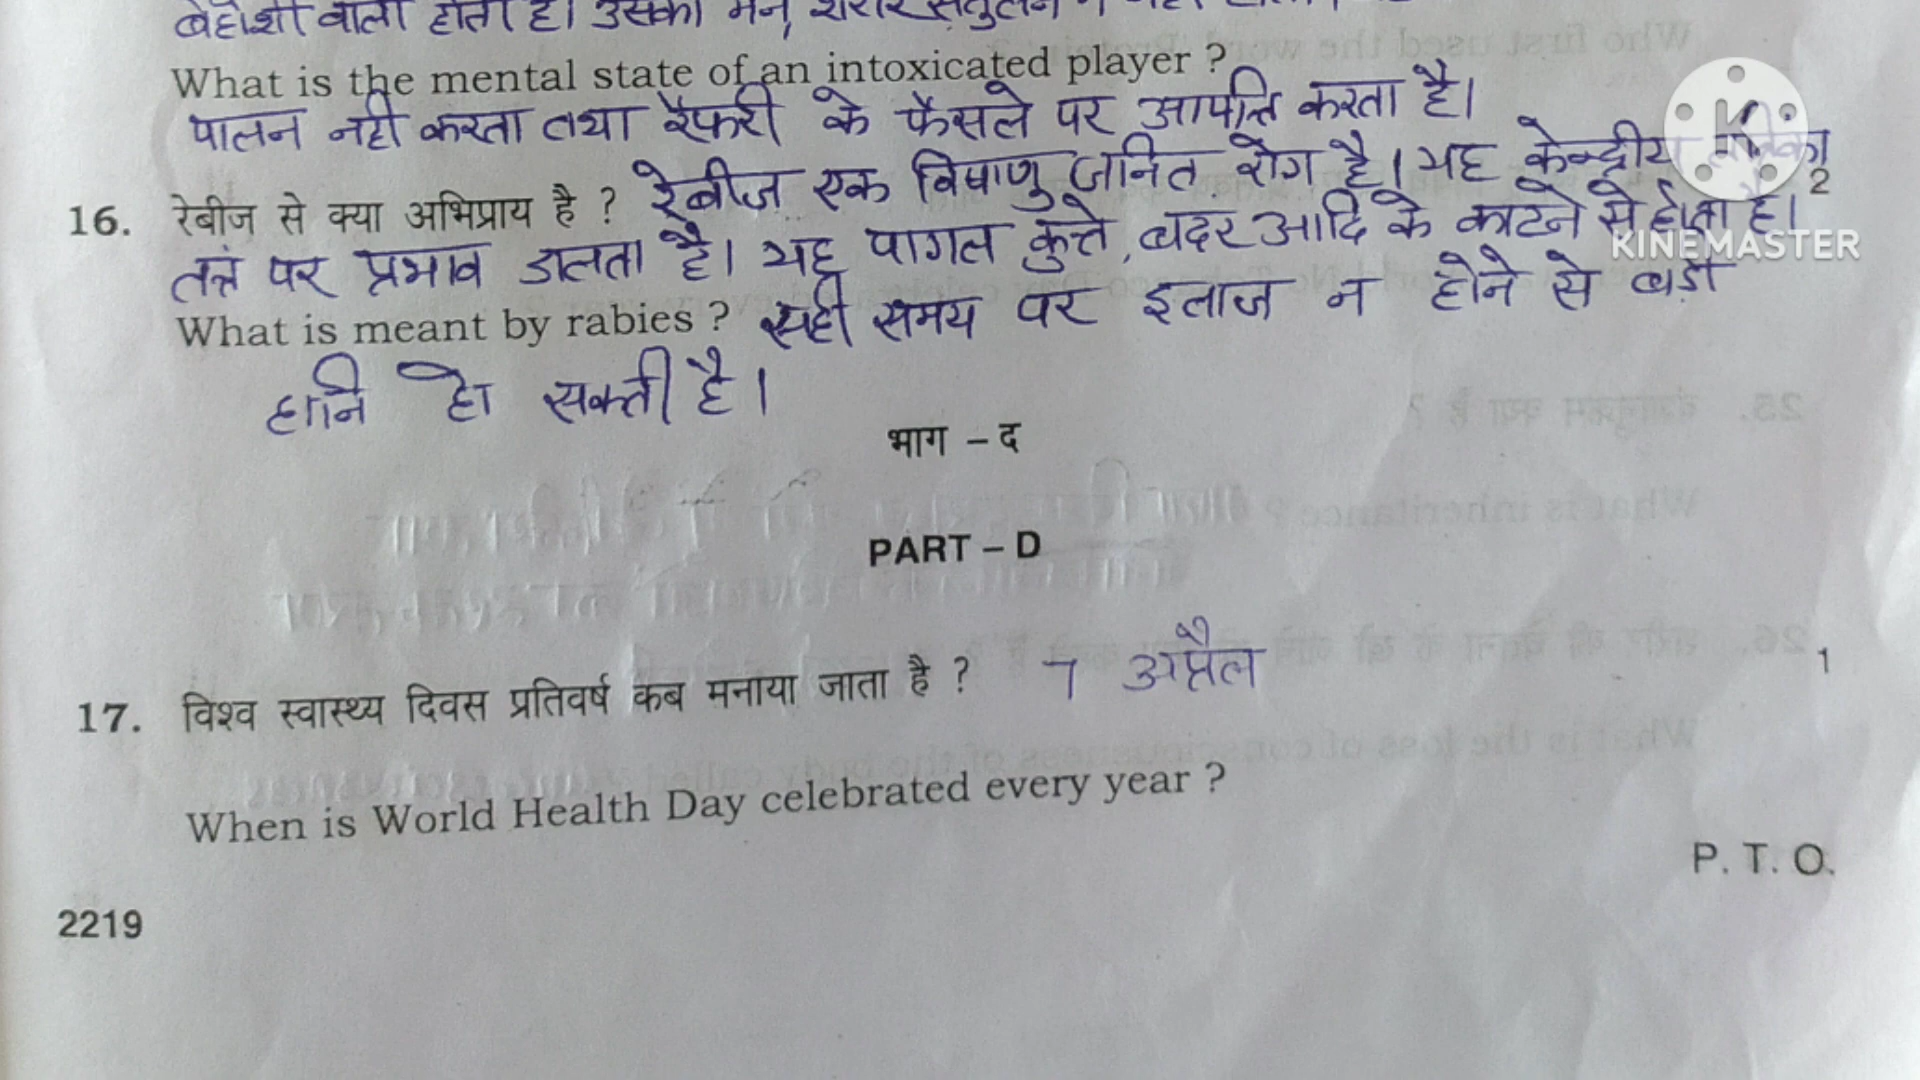 बेहोशी वाली होती है। उसका मन, शरीर संतुलन में नही
What is the mental state of an intoxicated player ?
पालन नही करता तथा रैफरी के फैसले पर आपत्ति करता है।
16. रेबीज से क्या अभिप्राय है ? रेबीज एक विषाणु जनित रोग है। यह केन्द्रीय 2
तन्त्र पर प्रभाव डालता है। यह पागल कुत्ते, बदर आदि के काटने से होता है।
KINEMASTER
What is meant by rabies ? सही समय पर इलाज न होने से बड़ी
हानि हो सकती है।
भाग – द
PART – D
17. विश्व स्वास्थ्य दिवस प्रतिवर्ष कब मनाया जाता है ? 7 अप्रैल 1
When is World Health Day celebrated every year ?
P. T. O.
2219